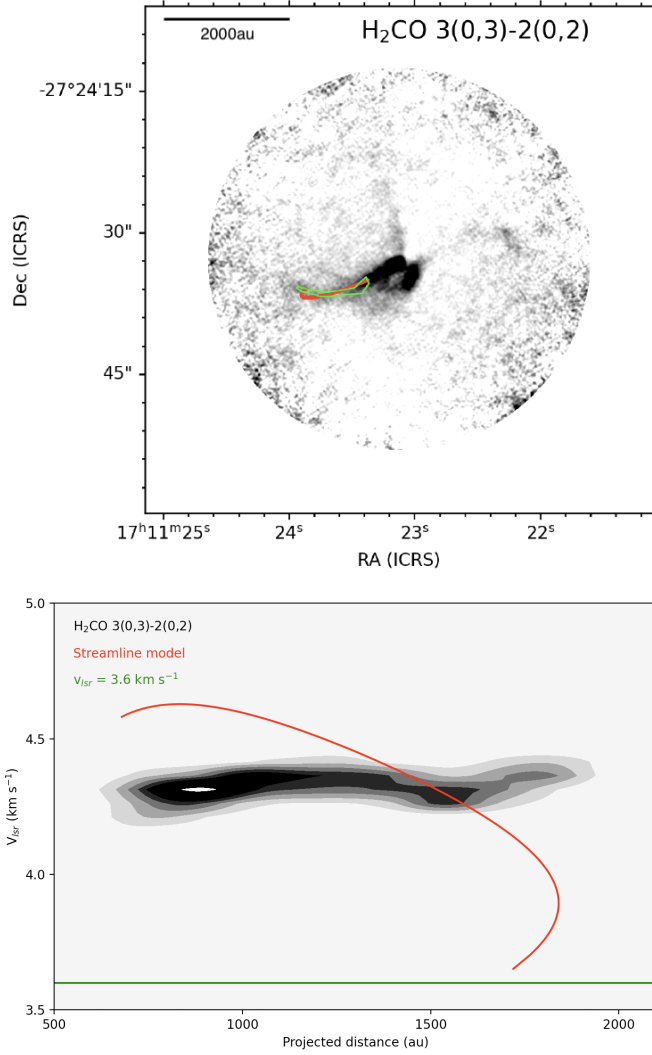 H₂CO 3(0,3)-2(0,2)
2000au
-27°24'15"
30"
45"
Dec (ICRS)
17ʰ11ᵐ25ˢ 24ˢ 23ˢ 22ˢ
RA (ICRS)
5.0
H₂CO 3(0,3)-2(0,2)
Streamline model
vₗₛᵣ = 3.6 km s⁻¹
4.5
Vₗₛᵣ (km s⁻¹)
4.0
3.5
500 1000 1500 2000
Projected distance (au)